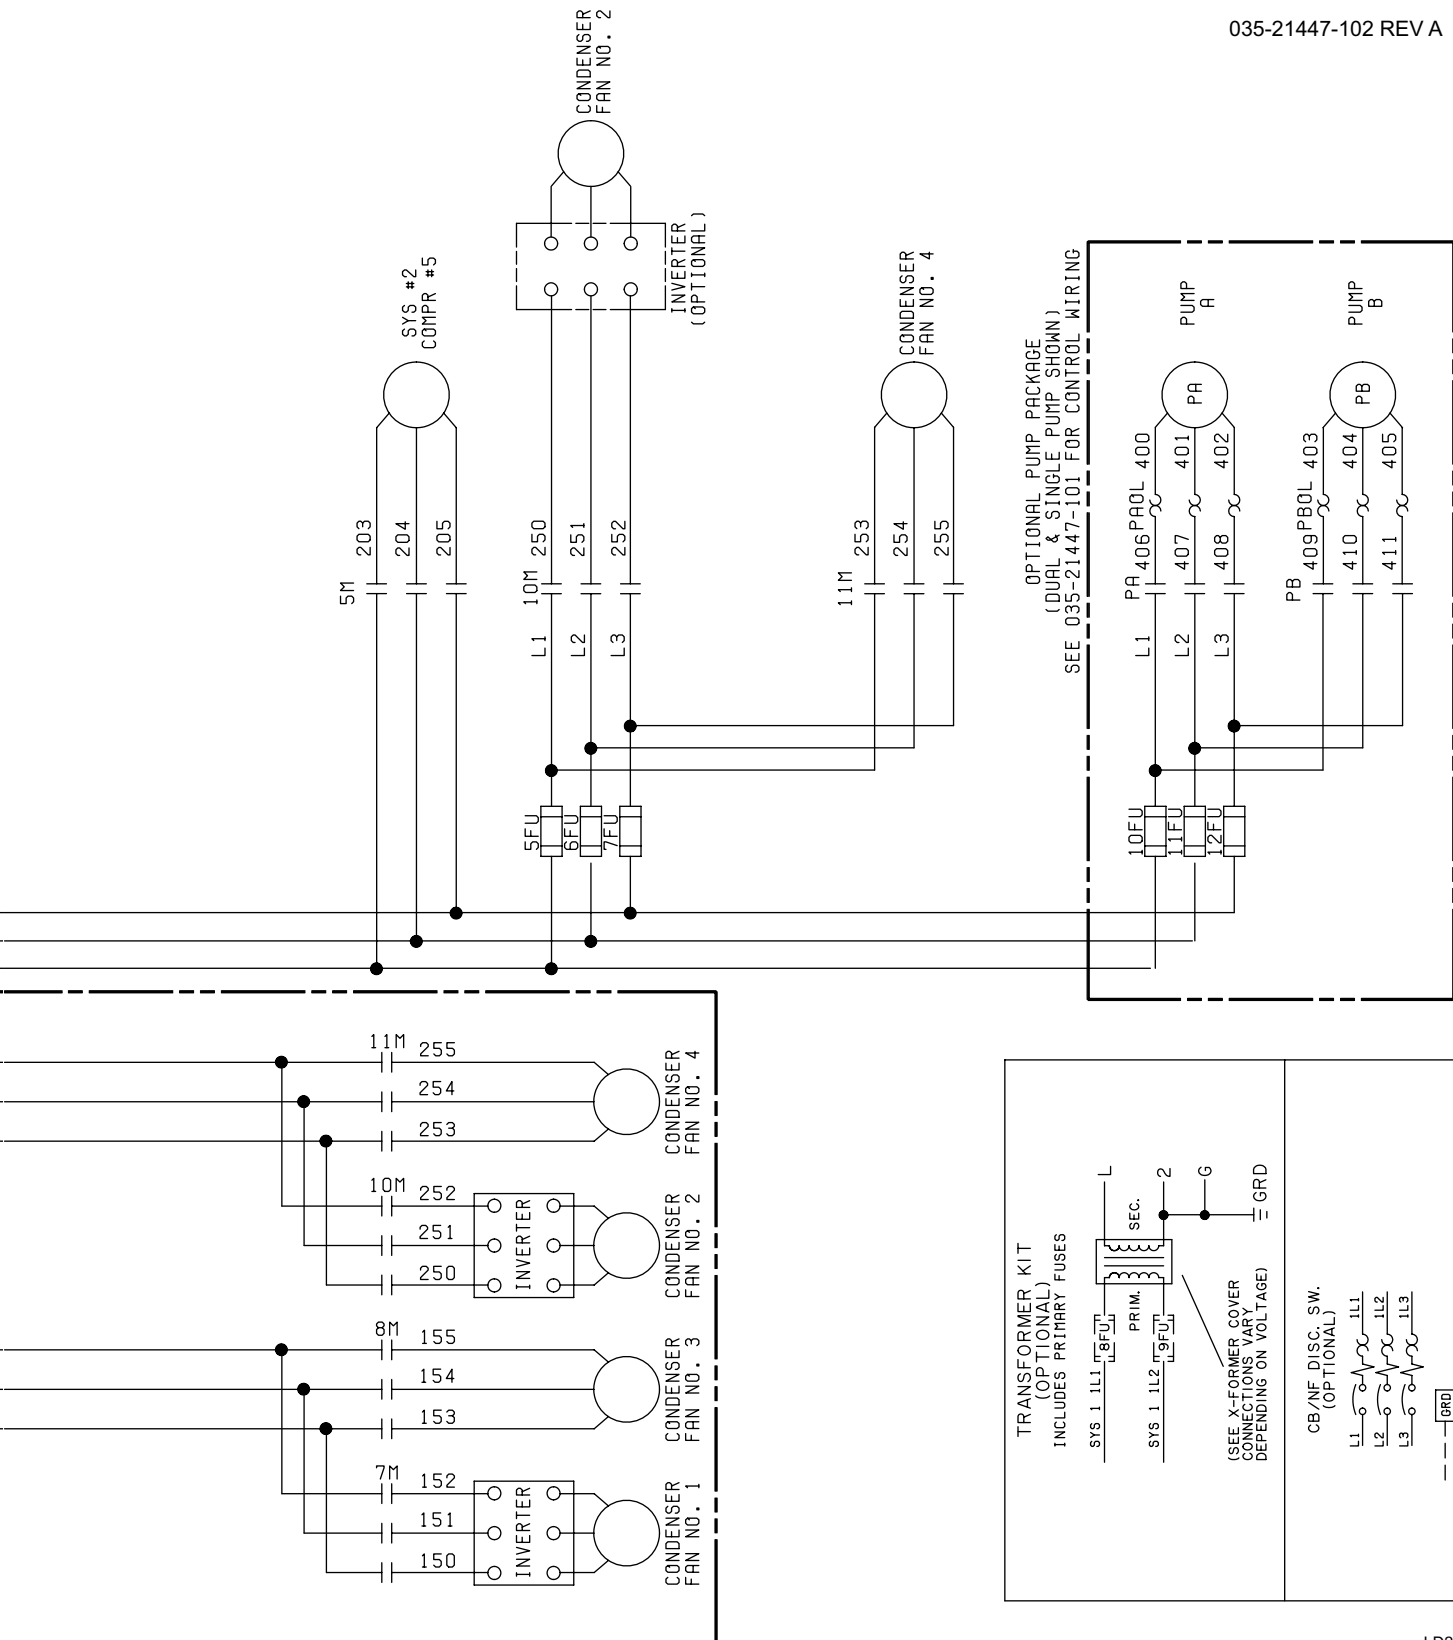 035-21447-102 REV A
CONDENSER
FAN NO. 2
INVERTER
(OPTIONAL)
SYS #2
COMPR #5
CONDENSER
FAN NO. 4
OPTIONAL PUMP PACKAGE
(DUAL & SINGLE PUMP SHOWN)
SEE 035-21447-101 FOR CONTROL WIRING
PUMP
A
PUMP
B
PA
PB
5M
203
204
205
10M
250
251
252
L1
L2
L3
11M
253
254
255
PA
406
PAOL
400
407
401
408
402
L1
L2
L3
PB
409
PBOL
403
410
404
411
405
5FU
6FU
7FU
10FU
11FU
12FU
11M
255
254
253
CONDENSER
FAN NO. 4
10M
252
251
250
INVERTER
CONDENSER
FAN NO. 2
8M
155
154
153
CONDENSER
FAN NO. 3
7M
152
151
150
INVERTER
CONDENSER
FAN NO. 1
TRANSFORMER KIT
(OPTIONAL)
INCLUDES PRIMARY FUSES
SYS 1 1L1
8FU
PRIM.
SEC.
L
SYS 1 1L2
9FU
2
G
GRD
(SEE X-FORMER COVER
CONNECTIONS VARY
DEPENDING ON VOLTAGE)
CB/NF DISC. SW.
(OPTIONAL)
L1
1L1
L2
1L2
L3
1L3
GRD